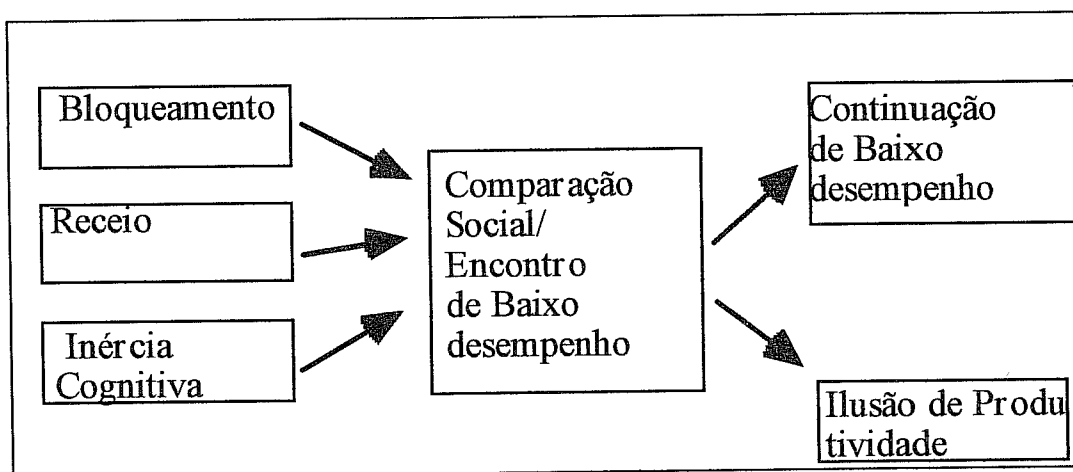 Bloqueamento
Receio
Inércia
Cognitiva
Comparação
Social/
Encontro
de Baixo
desempenho
Continuação
de Baixo
desempenho
Ilusão de Produ
tividade